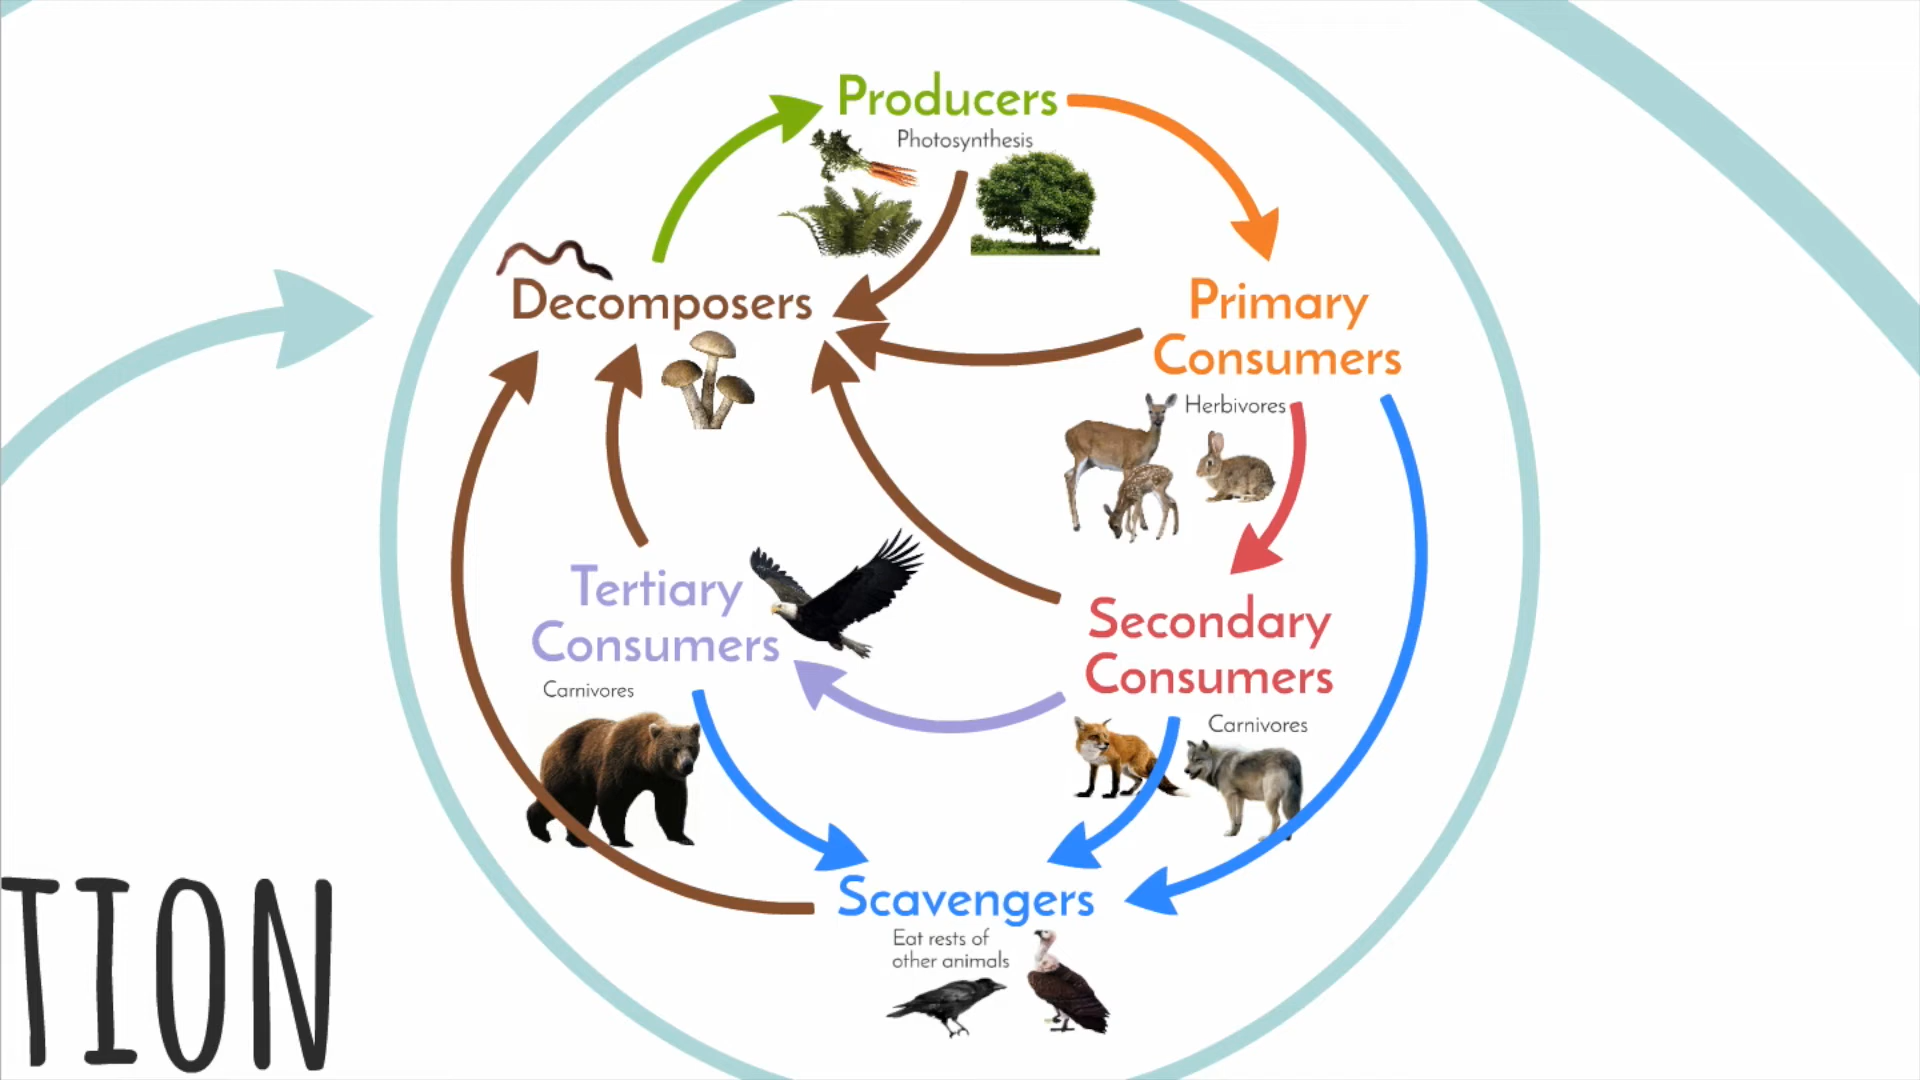 Producers
Photosynthesis
Decomposers
Primary
Consumers
Herbivores
Tertiary
Consumers
Carnivores
Secondary
Consumers
Carnivores
Scavengers
Eat rests of
other animals
TION